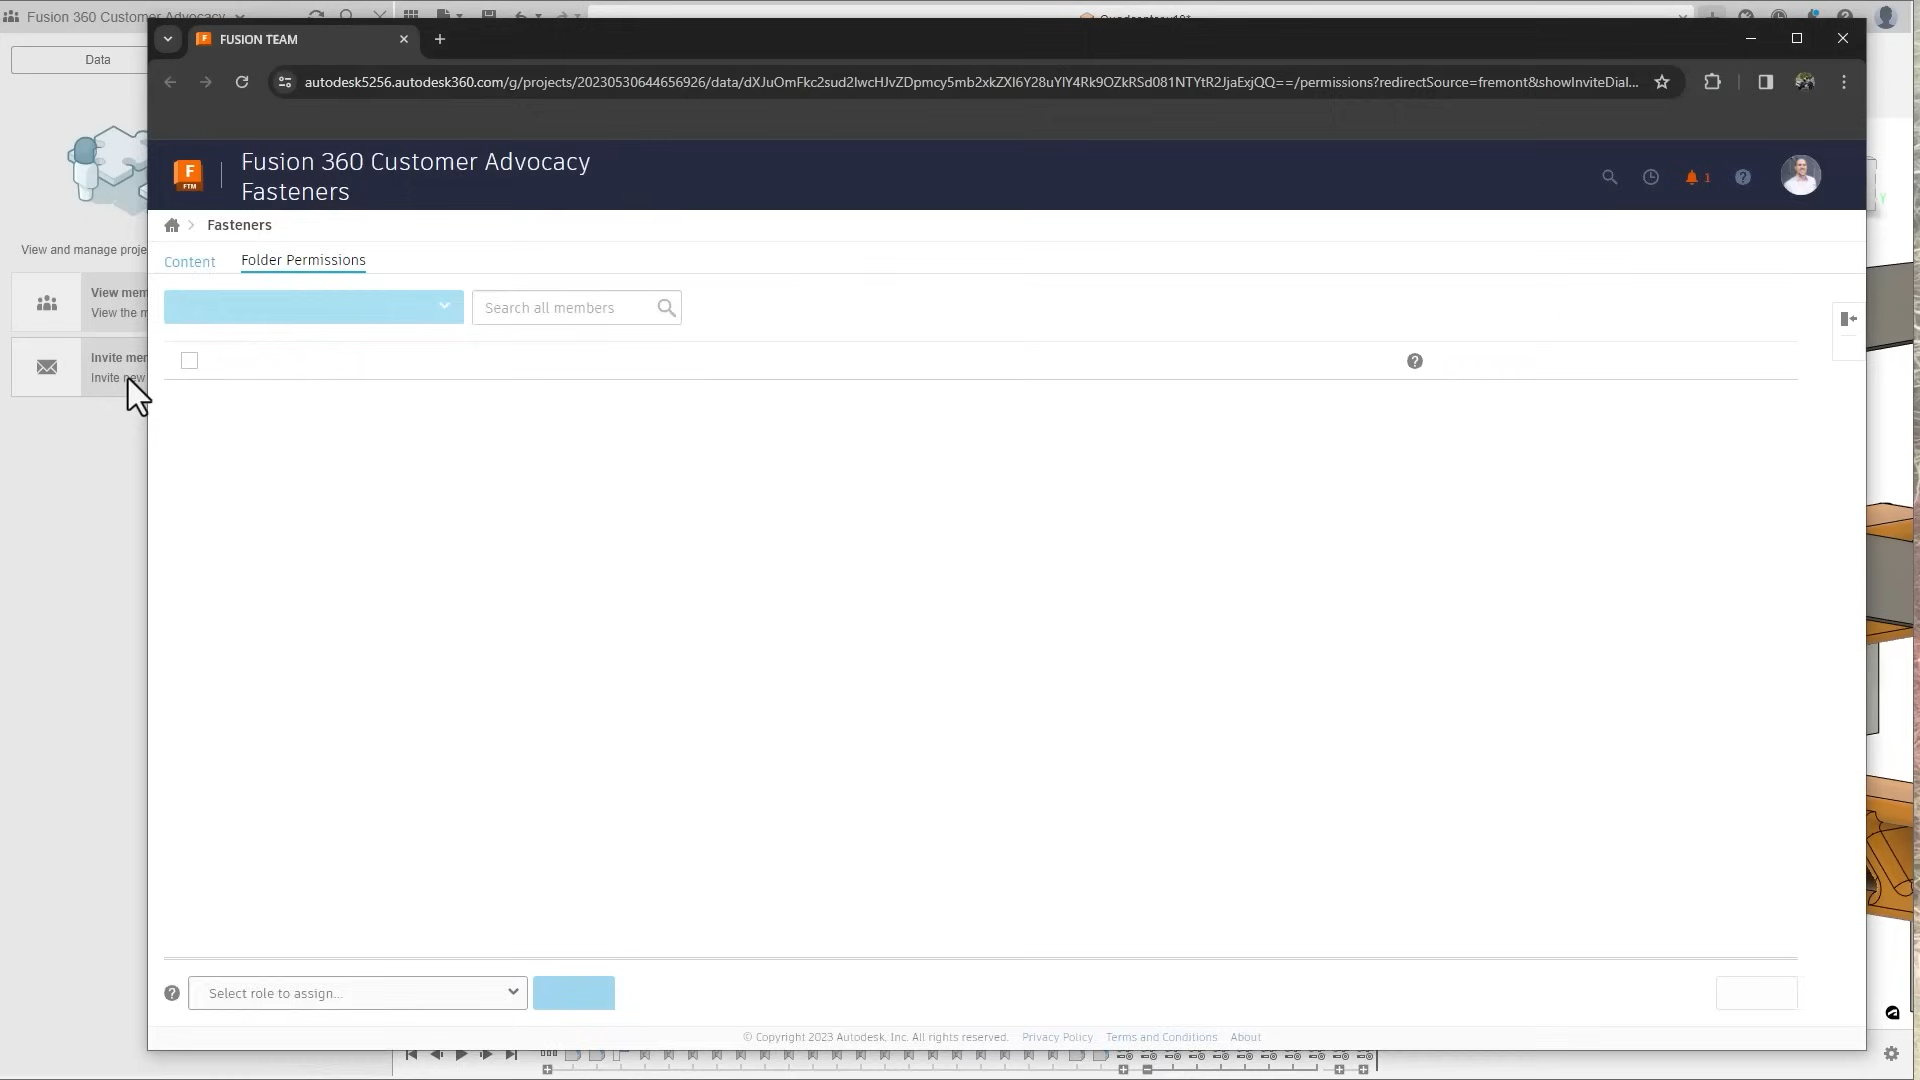 Fusion 360 Customer Advocacy
FUSION TEAM
Data
autodesk5256.autodesk360.com/g/projects/20230530644656926/data/dXJuOmFkc2sud2lwcHJvZDpmcy5mb2xkZXI6Y28uYlY4Rk9OZkRSd081NTYtR2JjaExjQQ==/permissions?redirectSource=fremont&showInviteDial...
F
FTM
Fusion 360 Customer Advocacy
Fasteners
1
Fasteners
View and manage proje
Content
Folder Permissions
View mem
View the m
Search all members
Invite mem
Invite new
Select role to assign...
© Copyright 2023 Autodesk, Inc. All rights reserved. Privacy Policy Terms and Conditions About